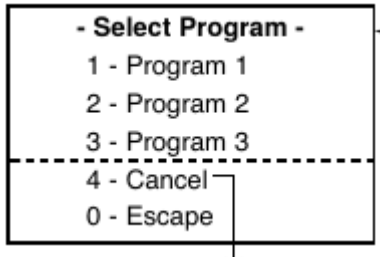 - Select Program -
1 - Program 1
2 - Program 2
3 - Program 3
4 - Cancel
0 - Escape